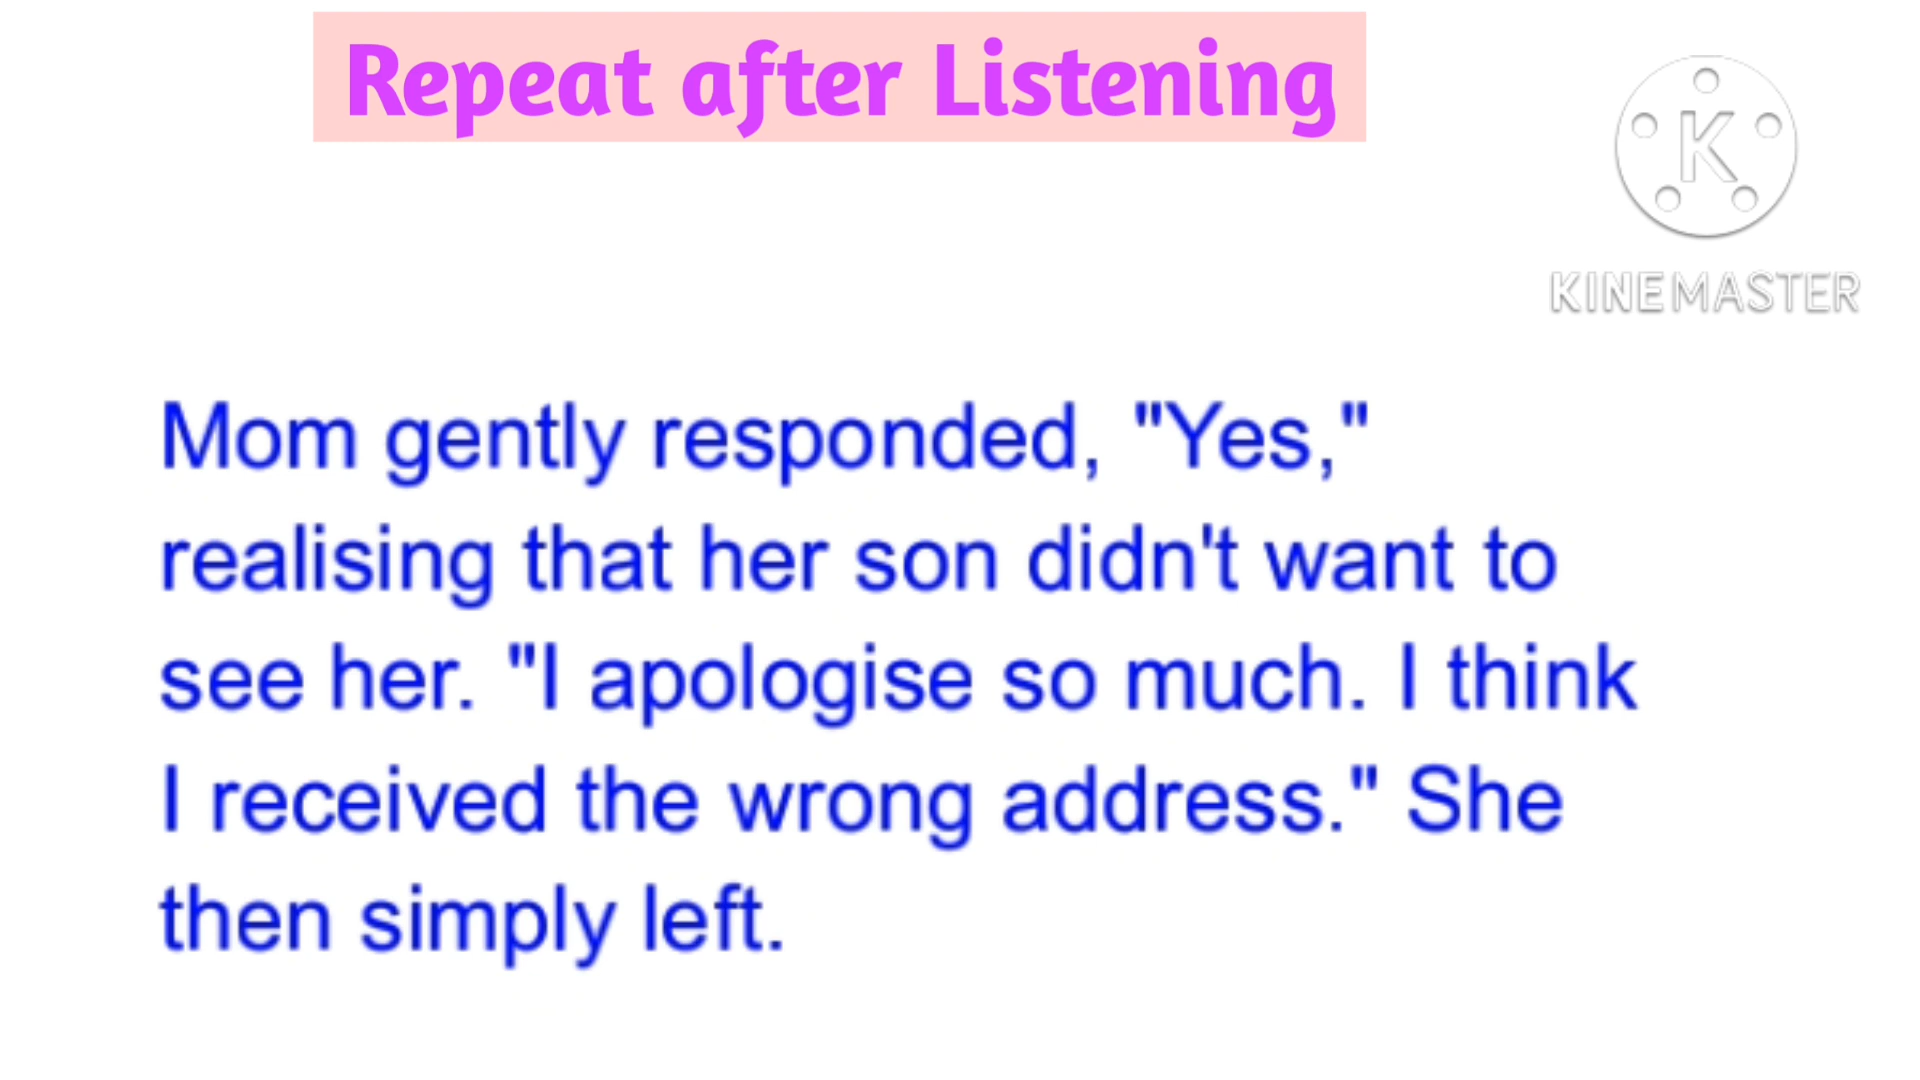 Repeat after Listening
K
KINEMASTER
Mom gently responded, "Yes,"
realising that her son didn't want to
see her. "I apologise so much. I think
I received the wrong address." She
then simply left.